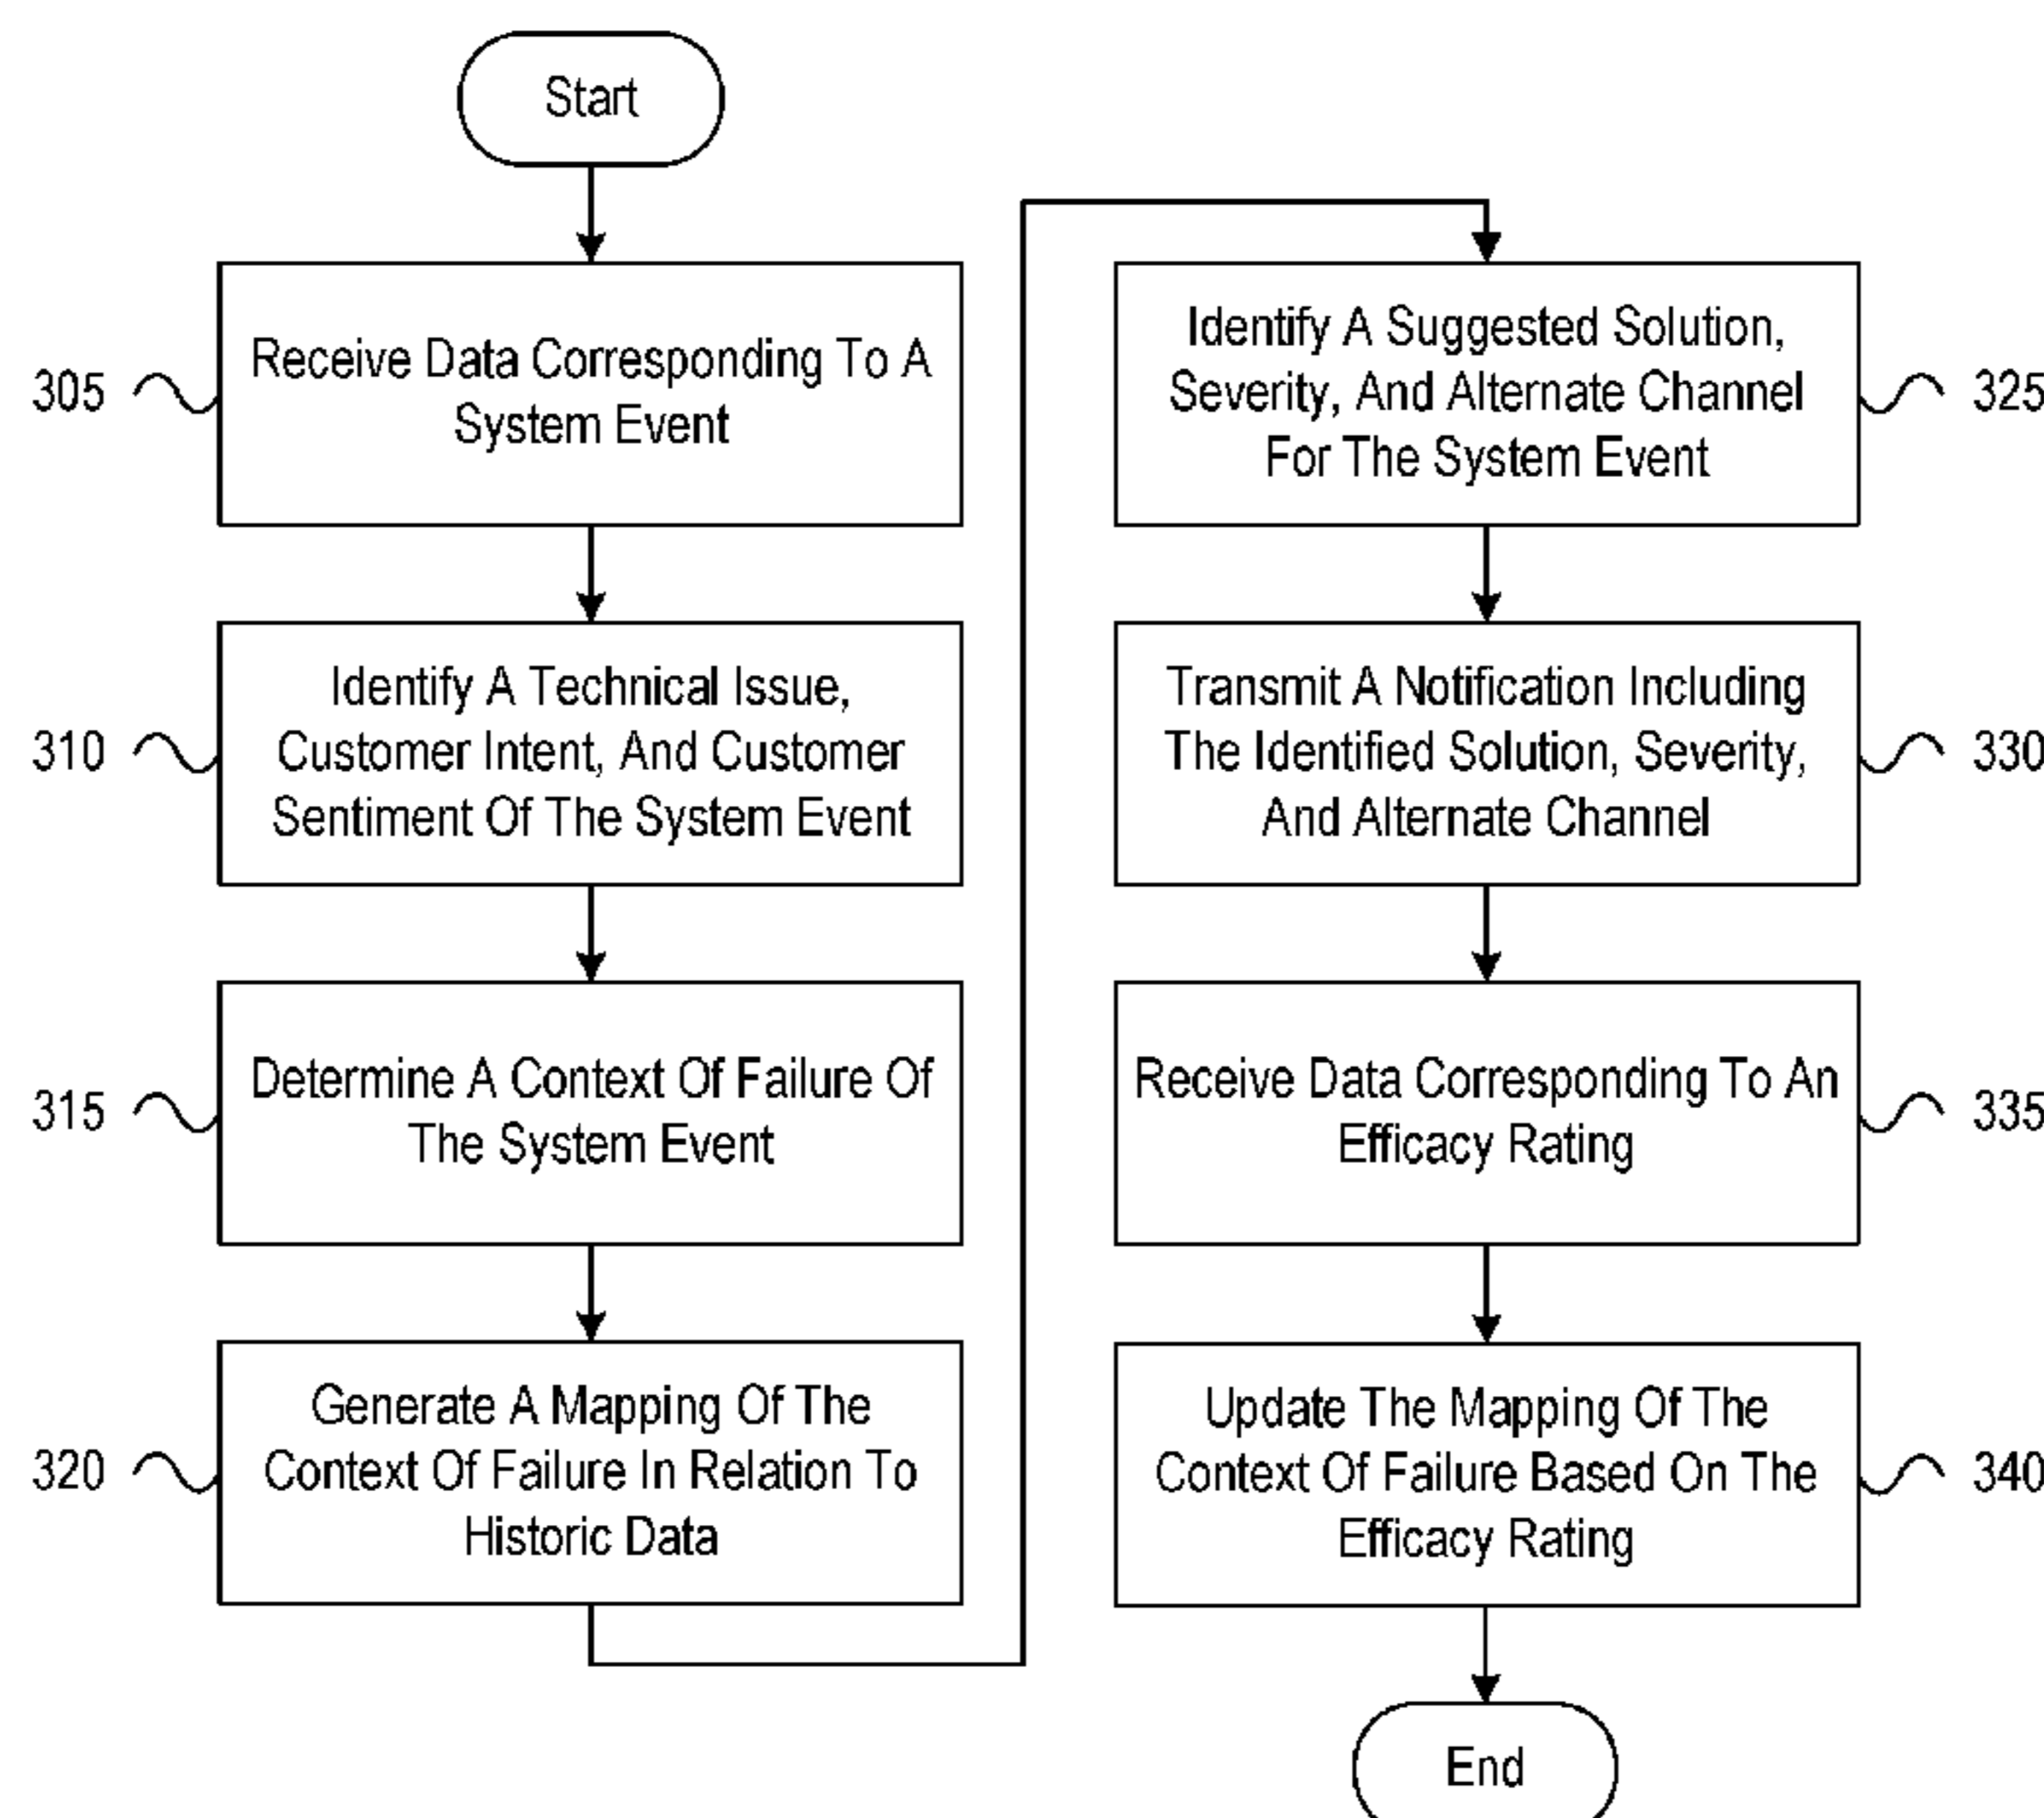 Start
305
Receive Data Corresponding To A
System Event
310
Identify A Technical Issue,
Customer Intent, And Customer
Sentiment Of The System Event
315
Determine A Context Of Failure Of
The System Event
320
Generate A Mapping Of The
Context Of Failure In Relation To
Historic Data
Identify A Suggested Solution,
Severity, And Alternate Channel
For The System Event
325
Transmit A Notification Including
The Identified Solution, Severity,
And Alternate Channel
330
Receive Data Corresponding To An
Efficacy Rating
335
Update The Mapping Of The
Context Of Failure Based On The
Efficacy Rating
340
End